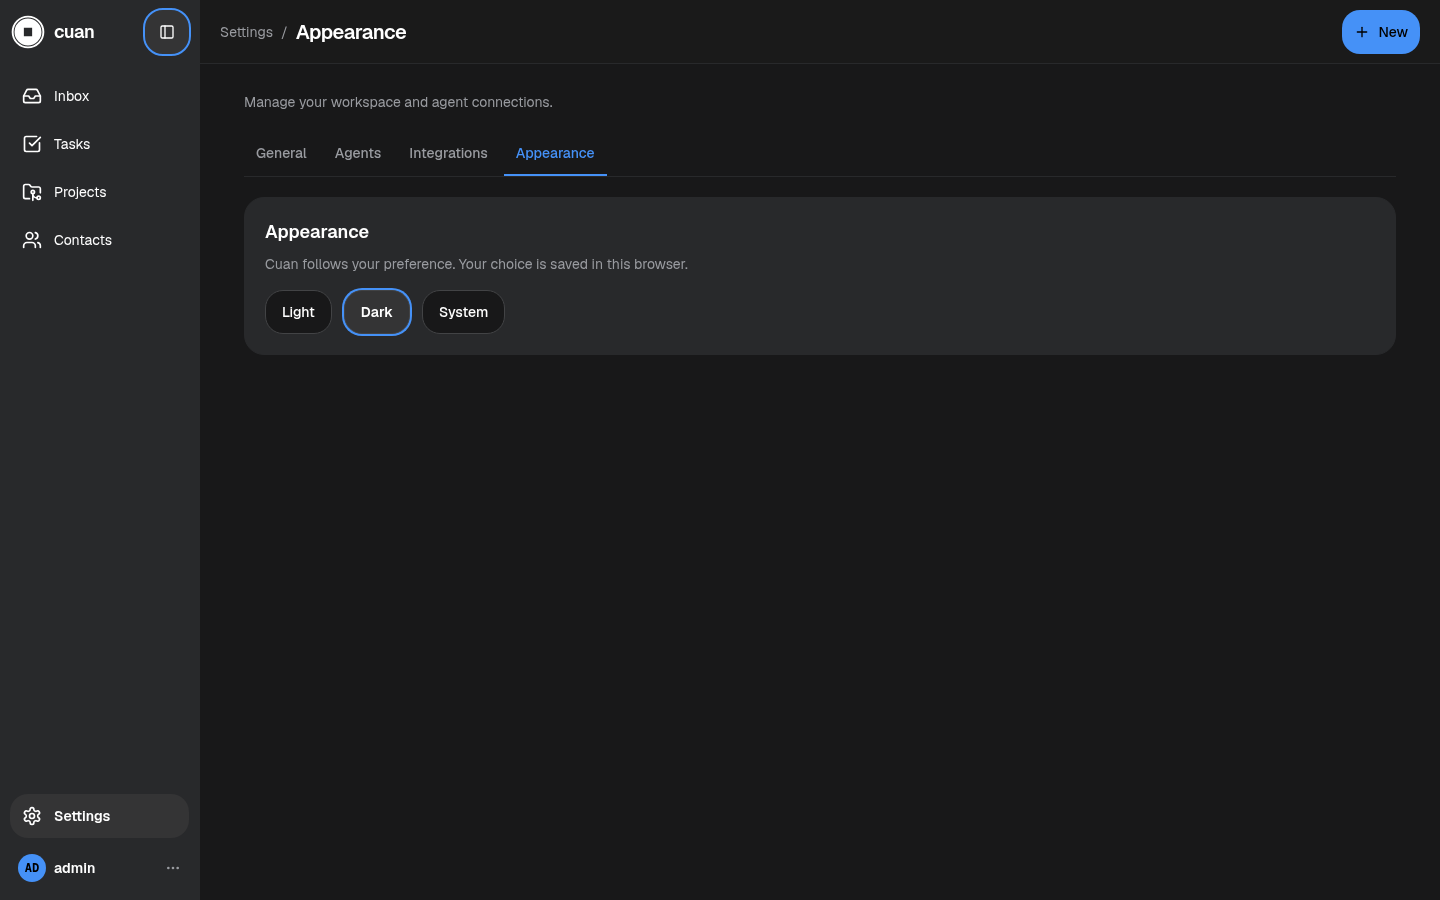 cuan
Inbox
Tasks
Projects
Contacts
Settings
AD admin
Settings / Appearance
New
Manage your workspace and agent connections.
General Agents Integrations Appearance
Appearance
Cuan follows your preference. Your choice is saved in this browser.
Light Dark System